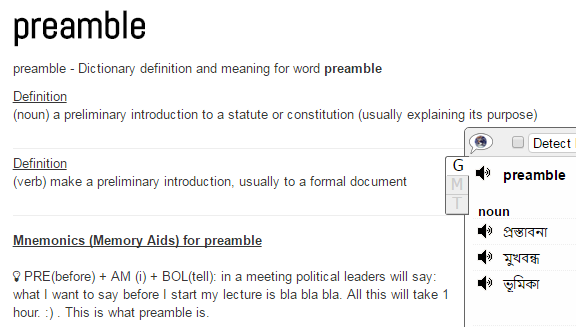 preamble
preamble - Dictionary definition and meaning for word preamble
Definition
(noun) a preliminary introduction to a statute or constitution (usually explaining its purpose)
Definition
(verb) make a preliminary introduction, usually to a formal document
Mnemonics (Memory Aids) for preamble
PRE(before) + AM (i) + BOL(tell): in a meeting political leaders will say:
what I want to say before I start my lecture is bla bla bla. All this will take 1
hour. :) . This is what preamble is.
Detect
G
M
T
preamble
noun
প্রস্তাবনা
মুখবন্ধ
ভূমিকা